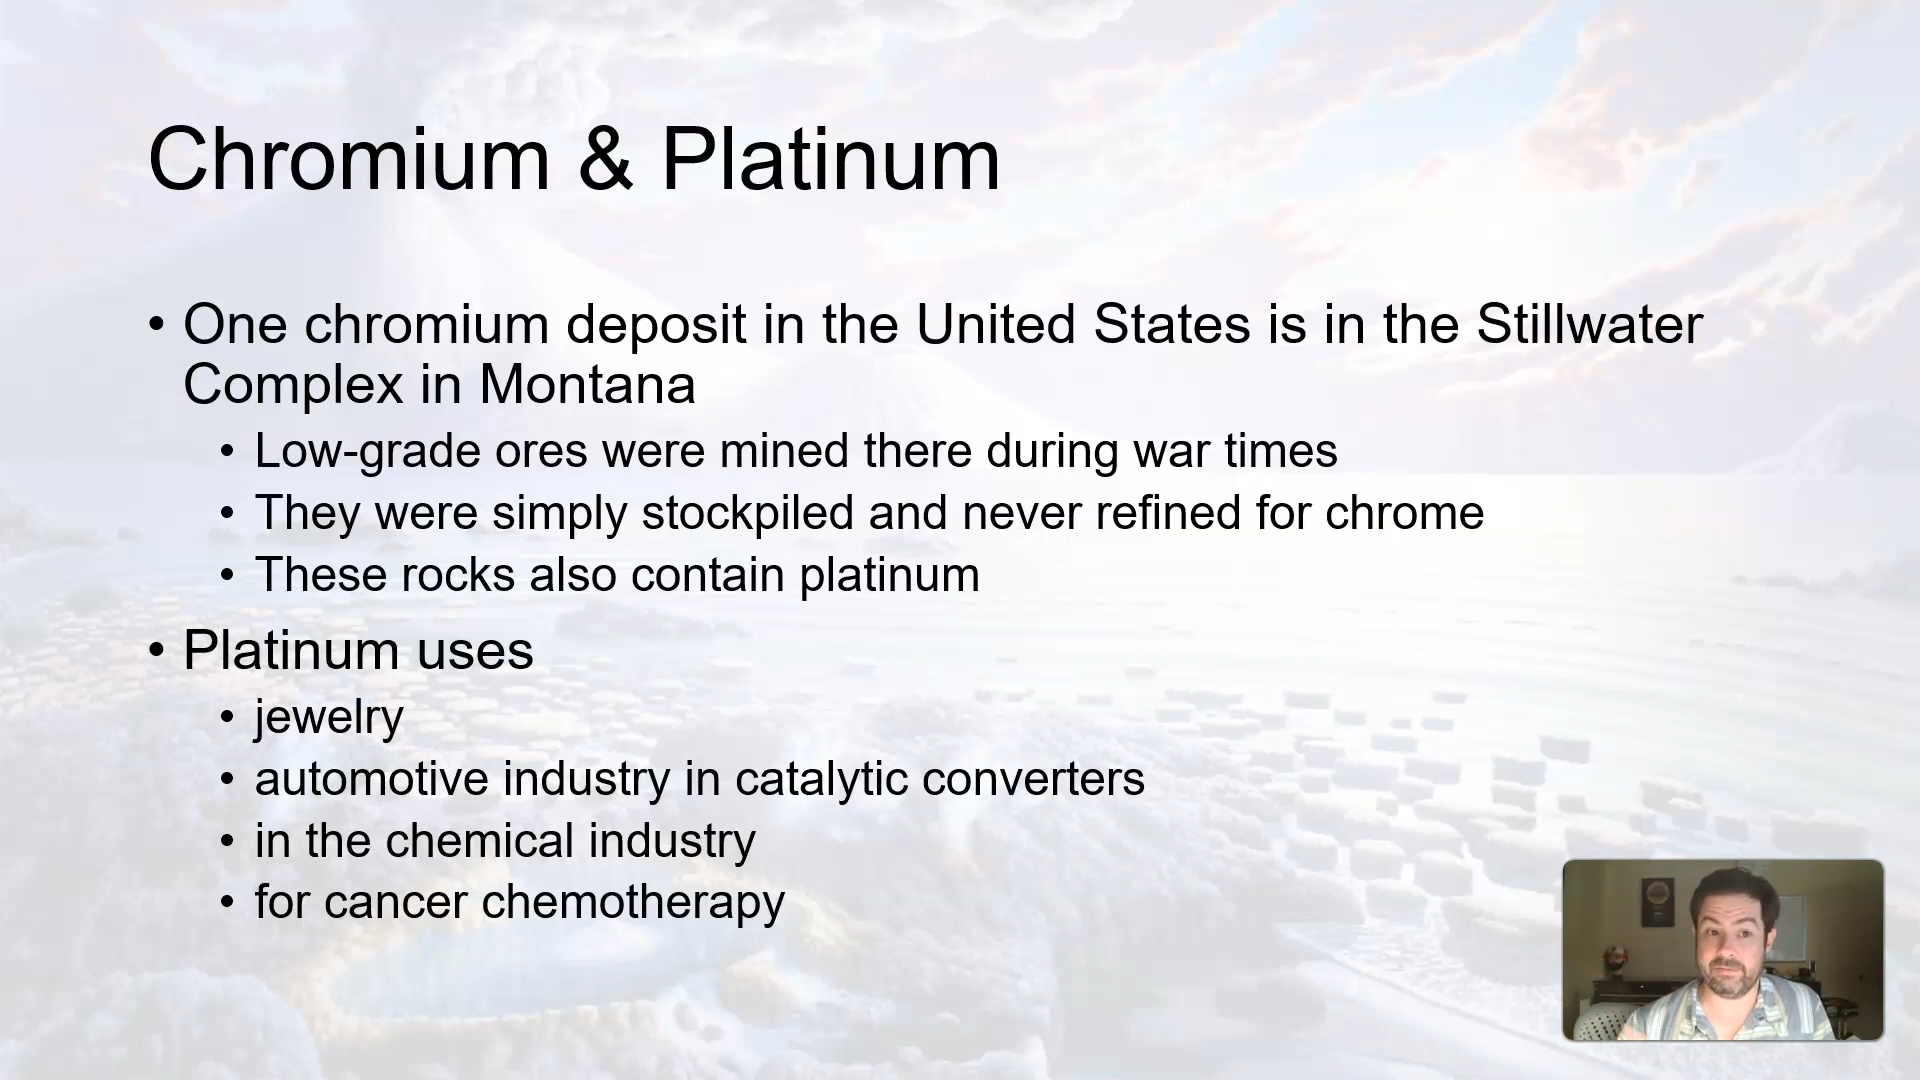 Chromium & Platinum
• One chromium deposit in the United States is in the Stillwater
Complex in Montana
• Low-grade ores were mined there during war times
• They were simply stockpiled and never refined for chrome
• These rocks also contain platinum
• Platinum uses
• jewelry
• automotive industry in catalytic converters
• in the chemical industry
• for cancer chemotherapy